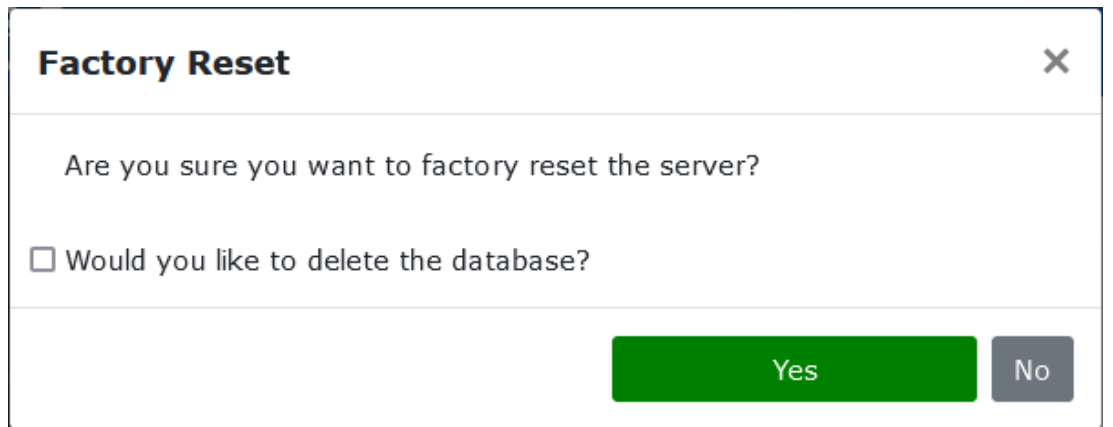 Factory Reset
Are you sure you want to factory reset the server?
Would you like to delete the database?
Yes
No